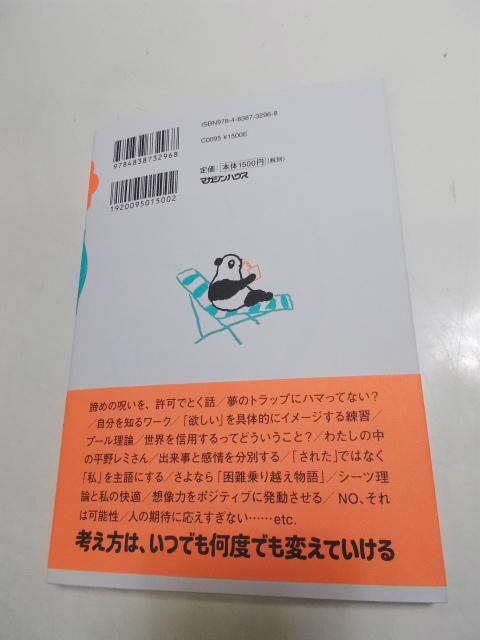 ISBN978-4-8387-3296-8
C0095 ¥1500E
9784838732968
定価：本体1500円（税別）
マガジンハウス
1920095015002
諦めの呪いを、許可でとく話／夢のトラップにハマってない？
／自分を知るワーク／「欲しい」を具体的にイメージする練習／
プール理論／世界を信用するってどういうこと？／わたしの中
の平野レミさん／出来事と感情を分別する／「された」ではなく
「私」を主語にする／さよなら「困難乗り越え物語」／シーツ理
論と私の快適／想像力をポジティブに発動させる／NO、それ
は可能性／人の期待に応えすぎない……etc.
考え方は、いつでも何度でも変えていける